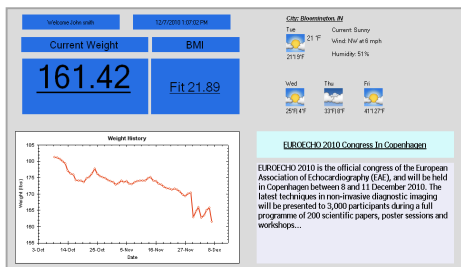 Welcome John smith
12/7/2010 1:07:02 PM
Current Weight
BMI
161.42
Fit 21.89
City: Bloomington, IN
Tue
21 °F
Current Sunny
Wind: NW at 6 mph
Humidity: 51%
21°|9°F
Wed
Thu
Fri
25°F|4°F
33°F|8°F
41°|27°F
Weight History
Weight (lbs)
195
190
185
180
175
170
165
160
155
3-Oct
14-Oct
25-Oct
5-Nov
16-Nov
27-Nov
8-Dec
Date
EUROECHO 2010 Congress In Copenhagen
EUROECHO 2010 is the official congress of the European
Association of Echocardiography (EAE), and will be held
in Copenhagen between 8 and 11 December 2010. The
latest techniques in non-invasive diagnostic imaging
will be presented to 3,000 participants during a full
programme of 200 scientific papers, poster sessions and
workshops...